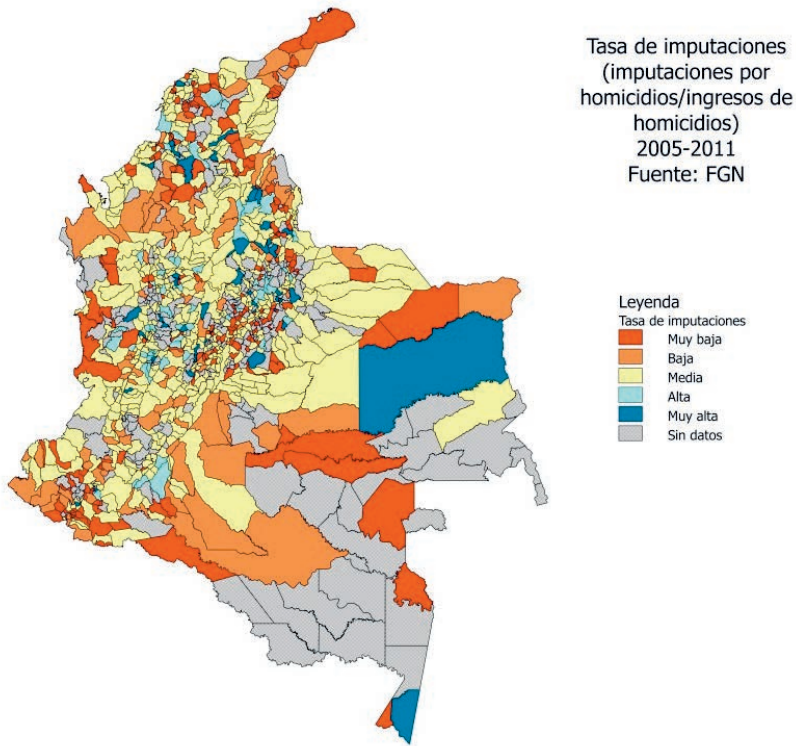 Tasa de imputaciones
(imputaciones por
homicidios/ingresos de
homicidios)
2005-2011
Fuente: FGN
Leyenda
Tasa de imputaciones
Muy baja
Baja
Media
Alta
Muy alta
Sin datos